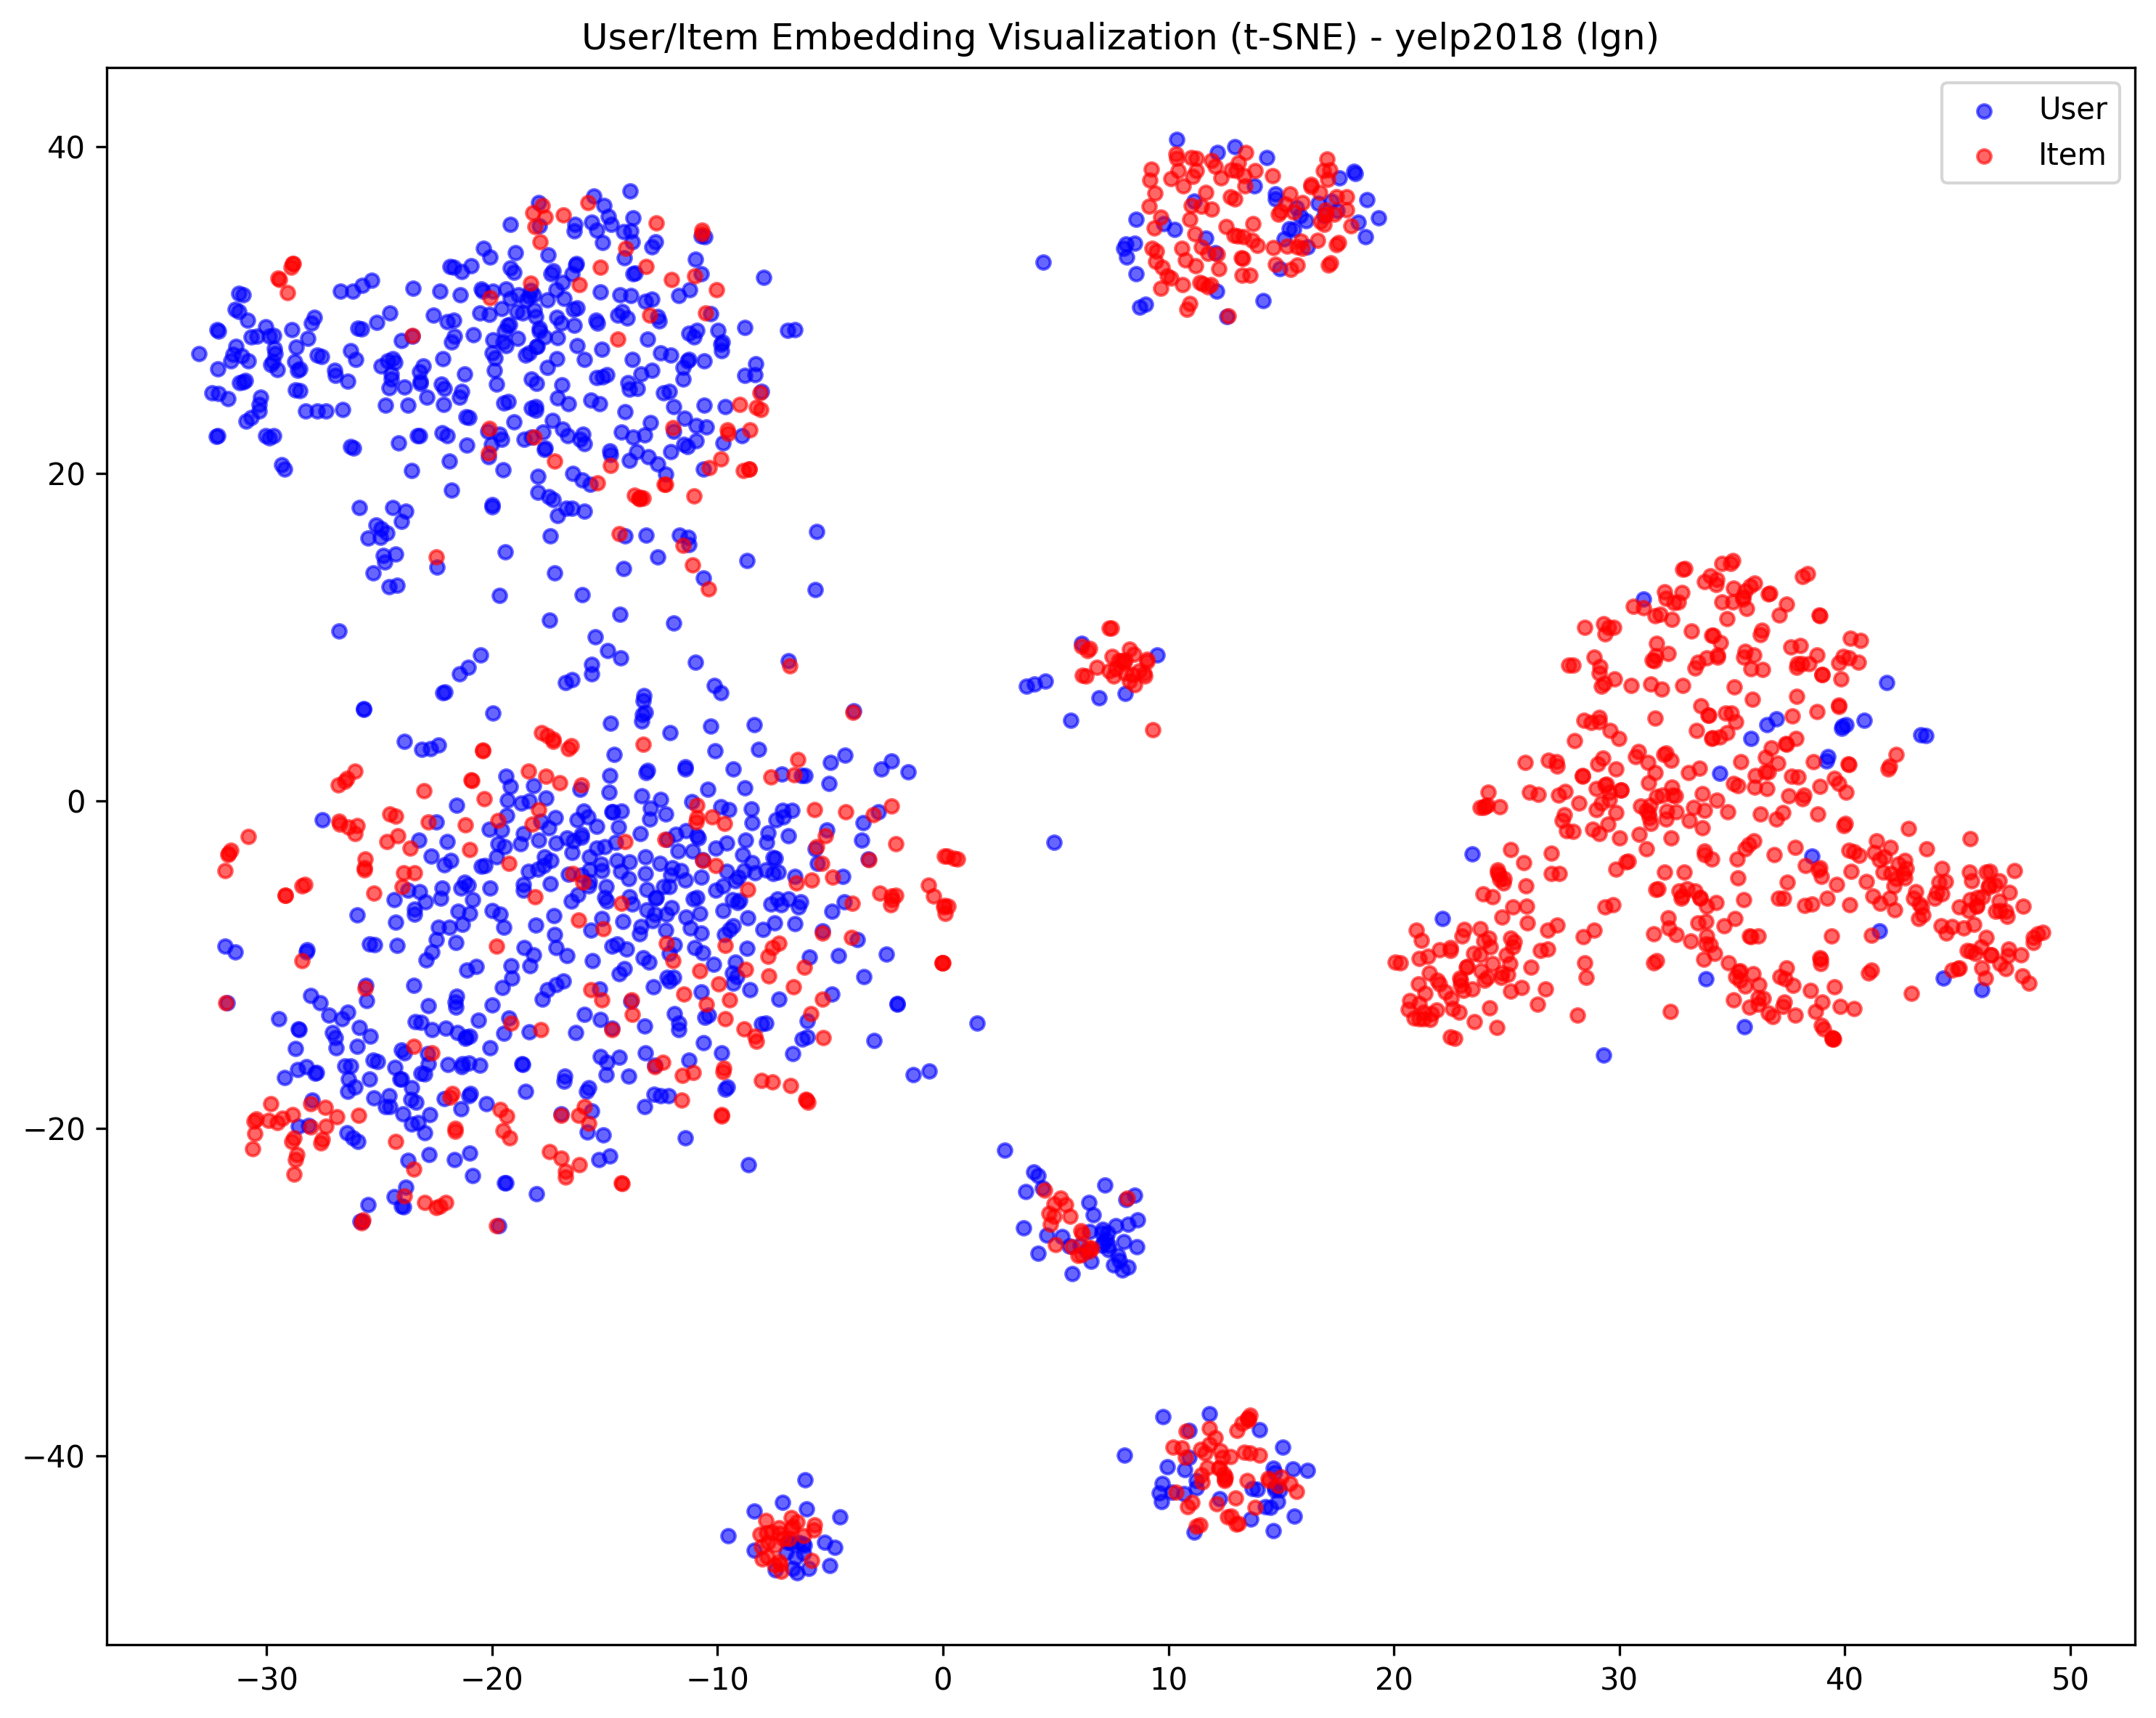 User/Item Embedding Visualization (t-SNE) - yelp2018 (lgn)
User
Item
40
20
0
−20
−40
−30 −20 −10 0 10 20 30 40 50